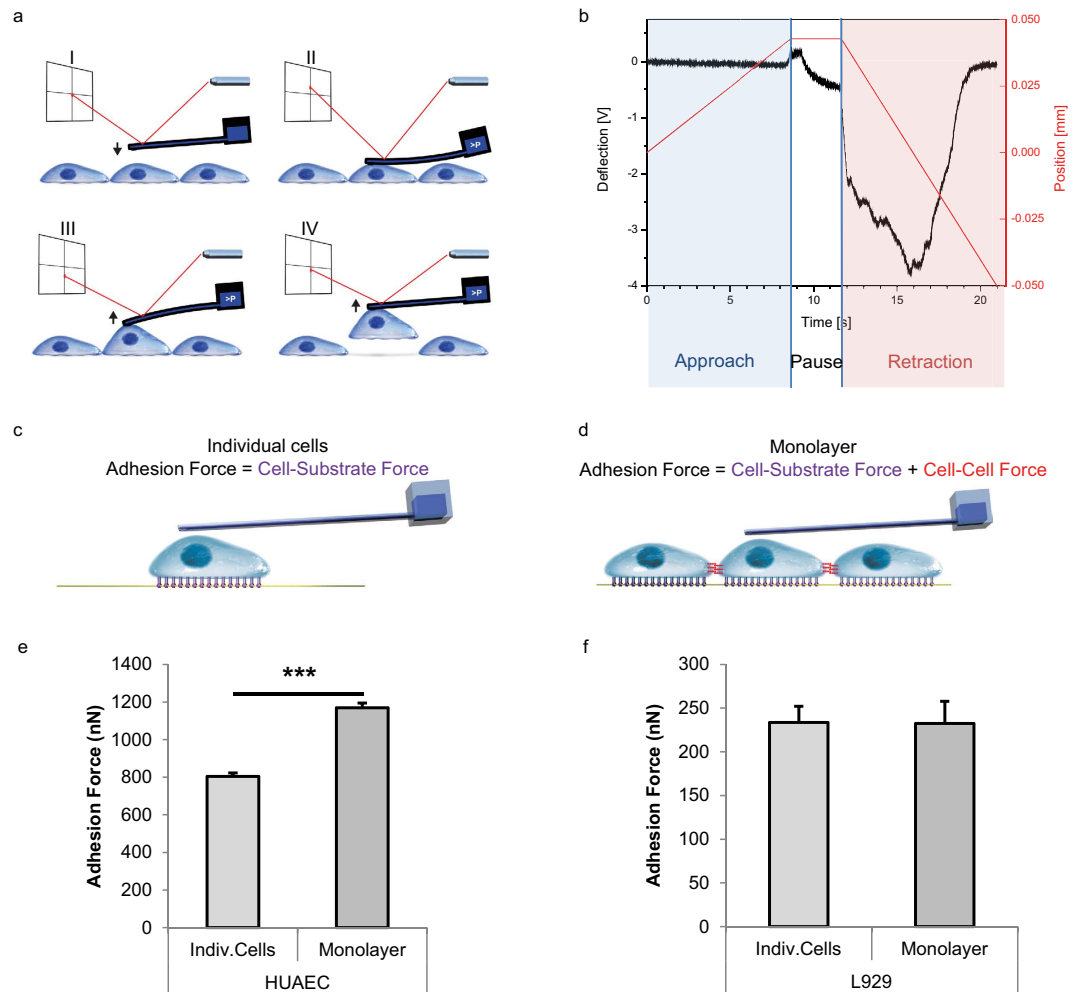 a
I
II
>P
>P
III
IV
>P
>P
b
0
-1
-2
-3
-4
Deflection [V]
0.050
0.025
0.000
-0.025
-0.050
Position [mm]
0
5
10
15
20
Time [s]
Approach
Pause
Retraction
c
Individual cells
Adhesion Force = Cell-Substrate Force
d
Monolayer
Adhesion Force = Cell-Substrate Force + Cell-Cell Force
e
1400
1200
1000
800
600
400
200
0
Adhesion Force (nN)
***
Indiv.Cells
Monolayer
HUAEC
f
300
250
200
150
100
50
0
Adhesion Force (nN)
Indiv.Cells
Monolayer
L929